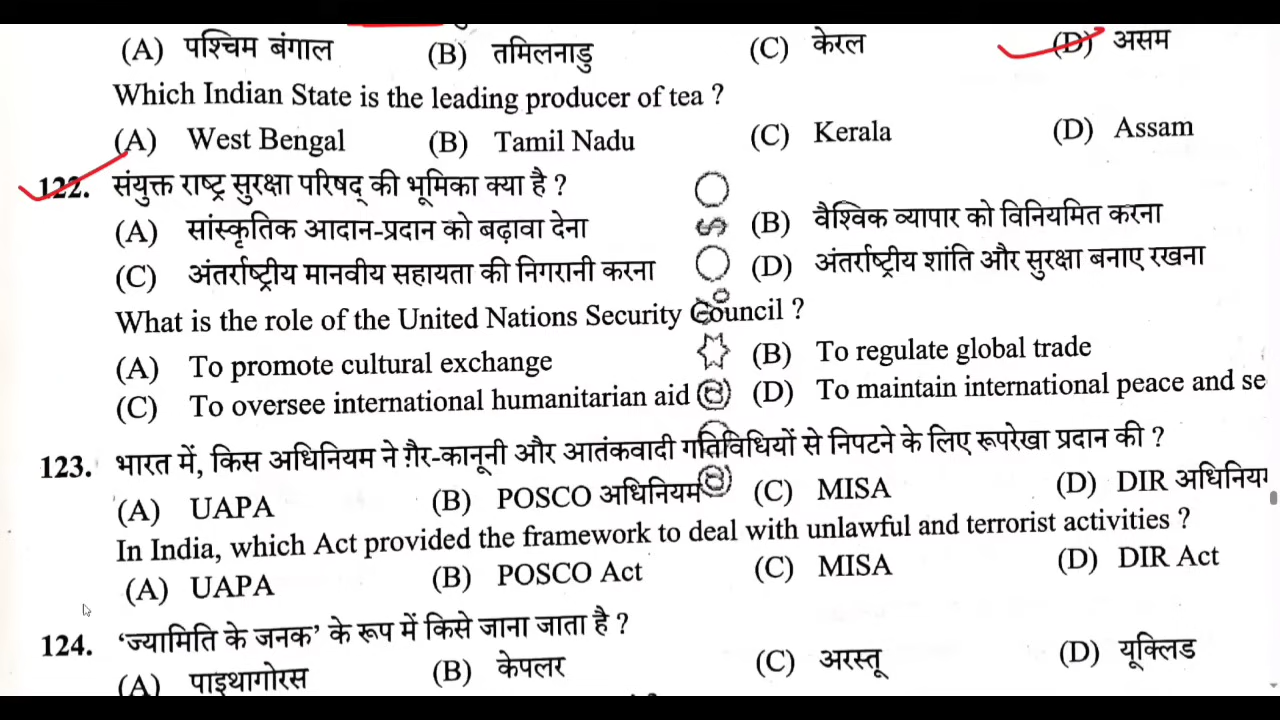 (A) पश्चिम बंगाल (B) तमिलनाडु (C) केरल (D) असम
Which Indian State is the leading producer of tea ?
(A) West Bengal (B) Tamil Nadu (C) Kerala (D) Assam
122. संयुक्त राष्ट्र सुरक्षा परिषद् की भूमिका क्या है ?
(A) सांस्कृतिक आदान-प्रदान को बढ़ावा देना (B) वैश्विक व्यापार को विनियमित करना
(C) अंतर्राष्ट्रीय मानवीय सहायता की निगरानी करना (D) अंतर्राष्ट्रीय शांति और सुरक्षा बनाए रखना
What is the role of the United Nations Security Council ?
(A) To promote cultural exchange (B) To regulate global trade
(C) To oversee international humanitarian aid (D) To maintain international peace and se
123. भारत में, किस अधिनियम ने ग़ैर-कानूनी और आतंकवादी गतिविधियों से निपटने के लिए रूपरेखा प्रदान की ?
(A) UAPA (B) POSCO अधिनियम (C) MISA (D) DIR अधिनिय
In India, which Act provided the framework to deal with unlawful and terrorist activities ?
(A) UAPA (B) POSCO Act (C) MISA (D) DIR Act
124. ‘ज्यामिति के जनक’ के रूप में किसे जाना जाता है ?
(A) पाइथागोरस (B) केपलर (C) अरस्तू (D) यूक्लिड